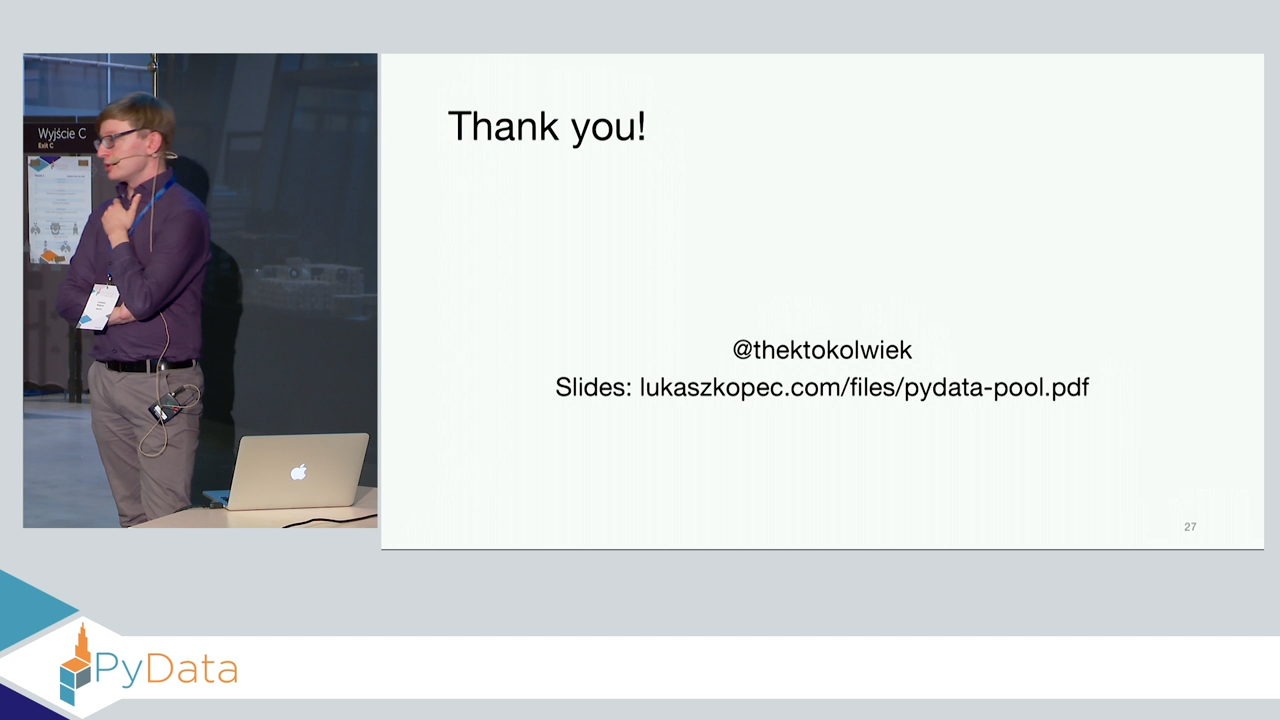 Wyjście C
Exit C
Thank you!
@thektokolwiek
Slides: lukaszkopec.com/files/pydata-pool.pdf
27
PyData